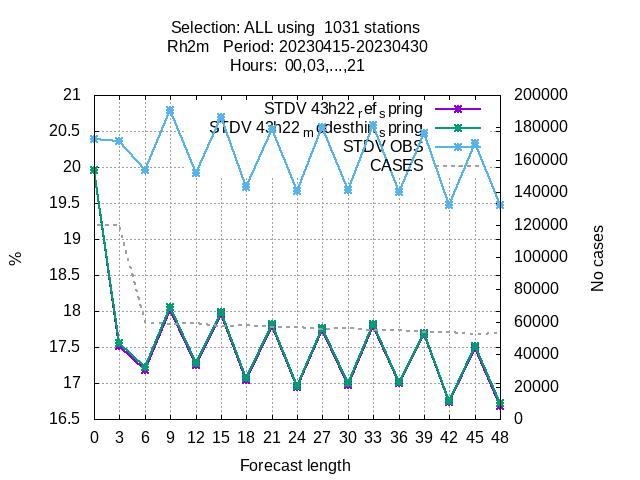 Selection: ALL using  1031 stations
Rh2m   Period: 20230415-20230430
Hours:  00,03,...,21
STDV 43h22_ref_spring
STDV OBS
CASES
21
20.5
20
19.5
19
18.5
18
17.5
17
16.5
200000
180000
160000
140000
120000
100000
80000
60000
40000
20000
0
%
No cases
0 3 6 9 12 15 18 21 24 27 30 33 36 39 42 45 48
Forecast length